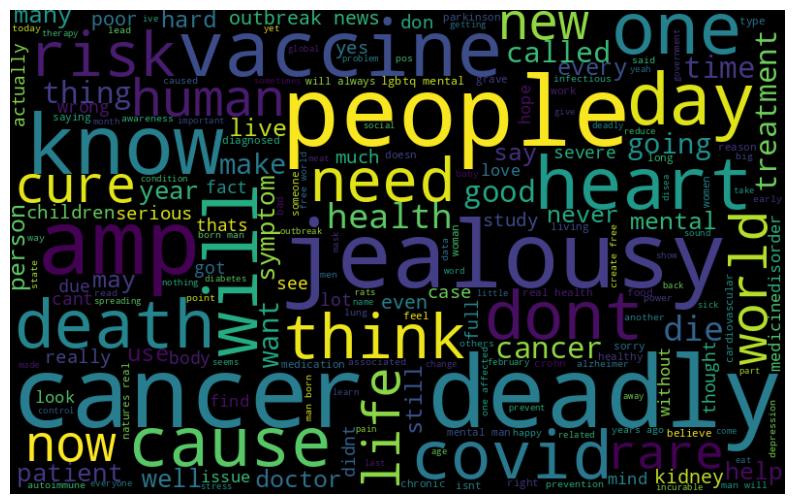 many poor ive hard outbreak news don parkinson new one type
today therapy lead yes global problem pos yet getting called said yeah
actually risk vaccine will always lgbtq mental every time government
thing human people day treatment
wrong caused sometimes grave infectious hope work
saying month awareness important live social give deadly reduce
know diagnosed make much doesn say severe going reason big
cure year fact someone free world love baby long
need good heart disea take early
children serious thats symptom health never mental women
person condition born man bad meat study
way amp will outbreak mask woman living sound create free
state due may got see men jealousy data word show back
cant read nothing diabetes rats lot name case little real health food power sick world medicine disorder
spreading point even full another cardiovascular
death want feel lung think dont die
use body seems medication associated others cancer sorry healthy part
really change february crohn alzheimer
made look natures real find man born learn life still one affected prevent without thought
control cancer deadly away depression
now cause pain mental man happy related years ago believe come
age covid rare
patient well issue doctor didnt last chronic isnt right prevention mind kidney eat man will help
autoimmune everyone stress incurable